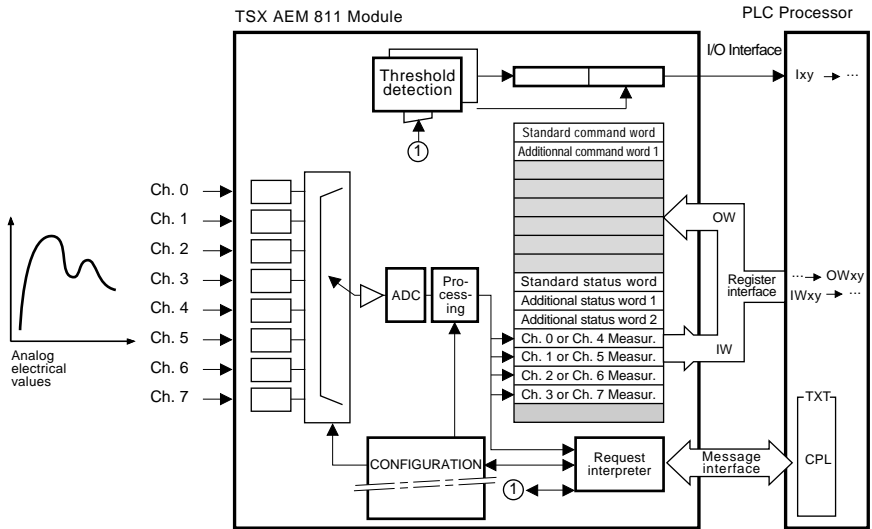 TSX AEM 811 Module
PLC Processor
I/O Interface
Threshold
detection
Ixy → ...
1
Standard command word
Additionnal command word 1
Ch. 0
Ch. 1
Ch. 2
Ch. 3
Ch. 4
Ch. 5
Ch. 6
Ch. 7
Analog
electrical
values
ADC
Pro-
cess-
ing
OW
Register
interface
... → OWxy
IWxy → ...
Standard status word
Additional status word 1
Additional status word 2
Ch. 0 or Ch. 4 Measur.
Ch. 1 or Ch. 5 Measur.
Ch. 2 or Ch. 6 Measur.
Ch. 3 or Ch. 7 Measur.
IW
CONFIGURATION
1
Request
interpreter
Message
interface
TXT
CPL